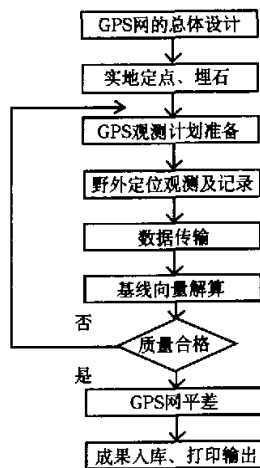 GPS网的总体设计
实地定点、埋石
GPS观测计划准备
野外定位观测及记录
数据传输
基线向量解算
否
质量合格
是
GPS网平差
成果入库、打印输出